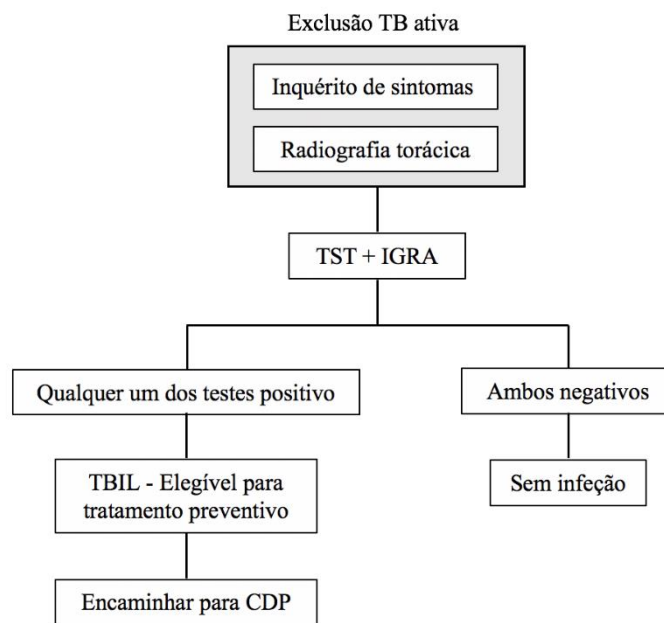 Exclusão TB ativa
Inquérito de sintomas
Radiografia torácica
TST + IGRA
Qualquer um dos testes positivo
Ambos negativos
TBIL - Elegível para
tratamento preventivo
Sem infeção
Encaminhar para CDP